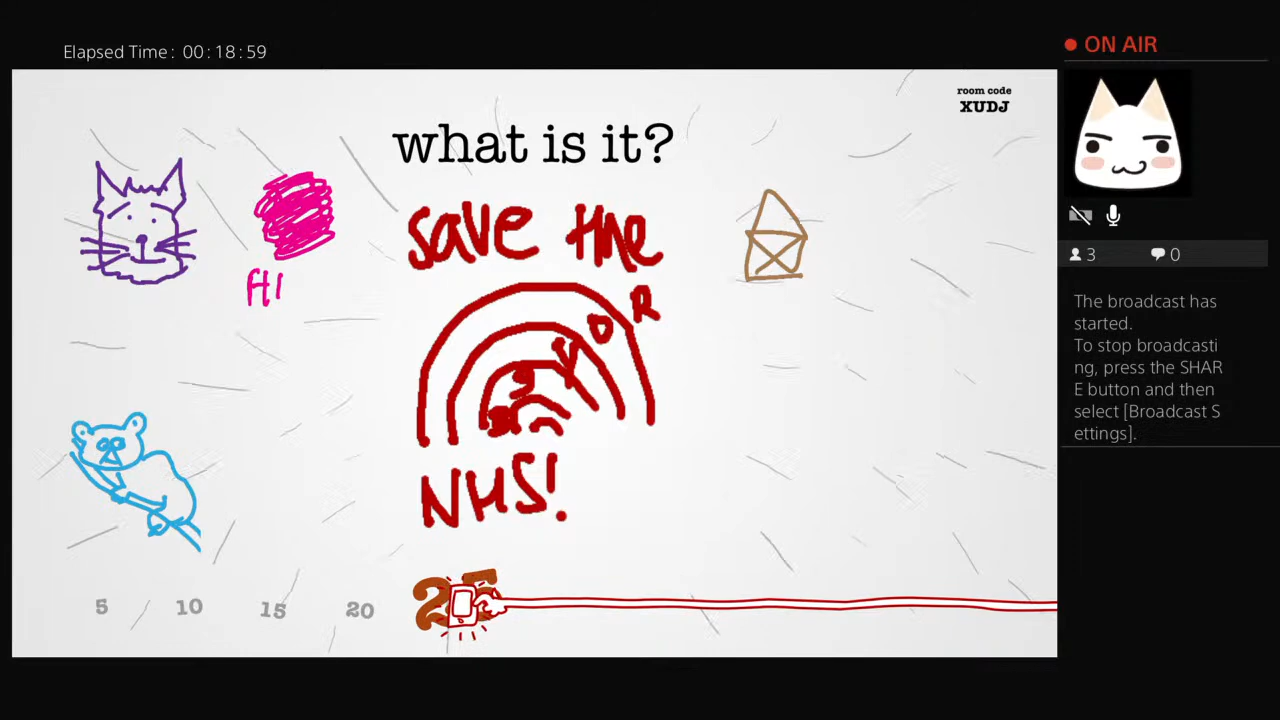 Elapsed Time: 00:18:59
ON AIR
room code
XUDJ
what is it?
save the
R
O
Y
HI
NHS!
5 10 15 20 25
3 0
The broadcast has
started.
To stop broadcasti
ng, press the SHAR
E button and then
select [Broadcast S
ettings].